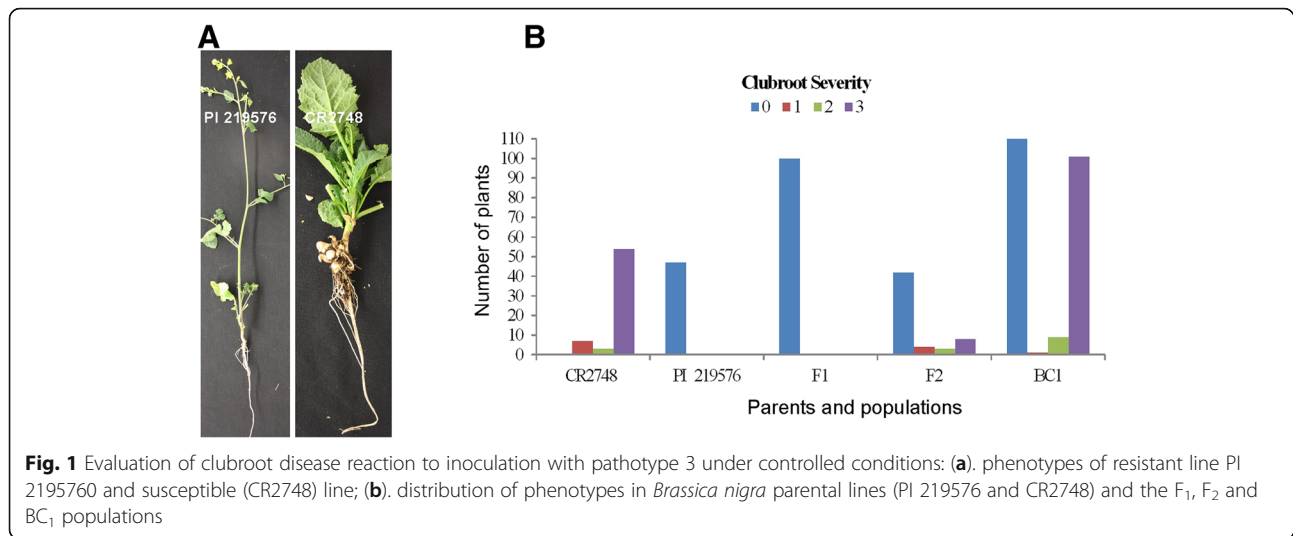 A
B
PI 219576
CR2748
Clubroot Severity
0 1 2 3
110
100
90
80
70
60
50
40
30
20
10
0
Number of plants
CR2748 PI 219576 F1 F2 BC1
Parents and populations
Fig. 1 Evaluation of clubroot disease reaction to inoculation with pathotype 3 under controlled conditions: (a). phenotypes of resistant line PI
2195760 and susceptible (CR2748) line; (b). distribution of phenotypes in Brassica nigra parental lines (PI 219576 and CR2748) and the F₁, F₂ and
BC₁ populations